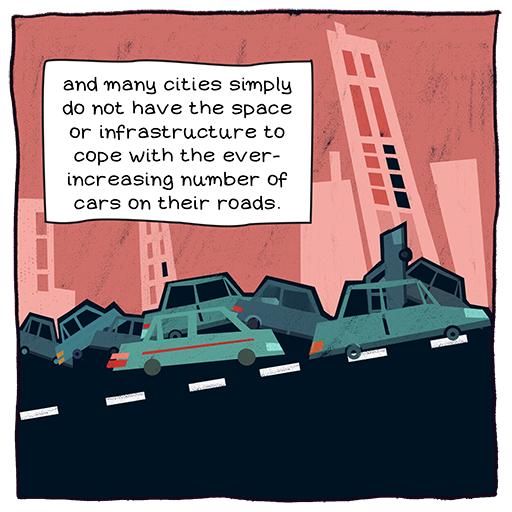 and many cities simply
do not have the space
or infrastructure to
cope with the ever-
increasing number of
cars on their roads.